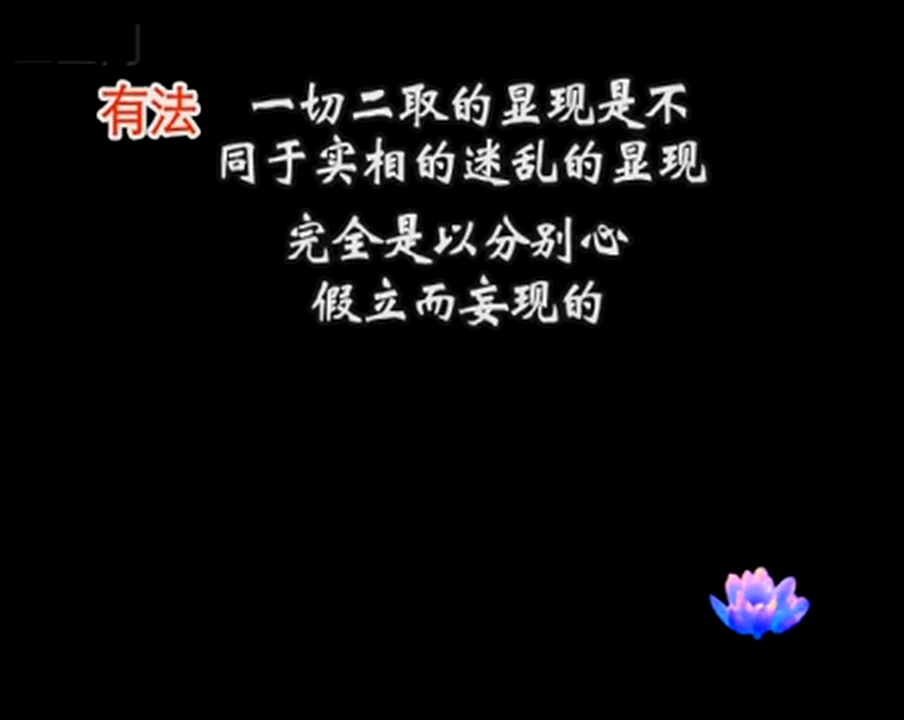 有法 一切二取的显现是不
同于实相的迷乱的显现
完全是以分别心
假立而妄现的